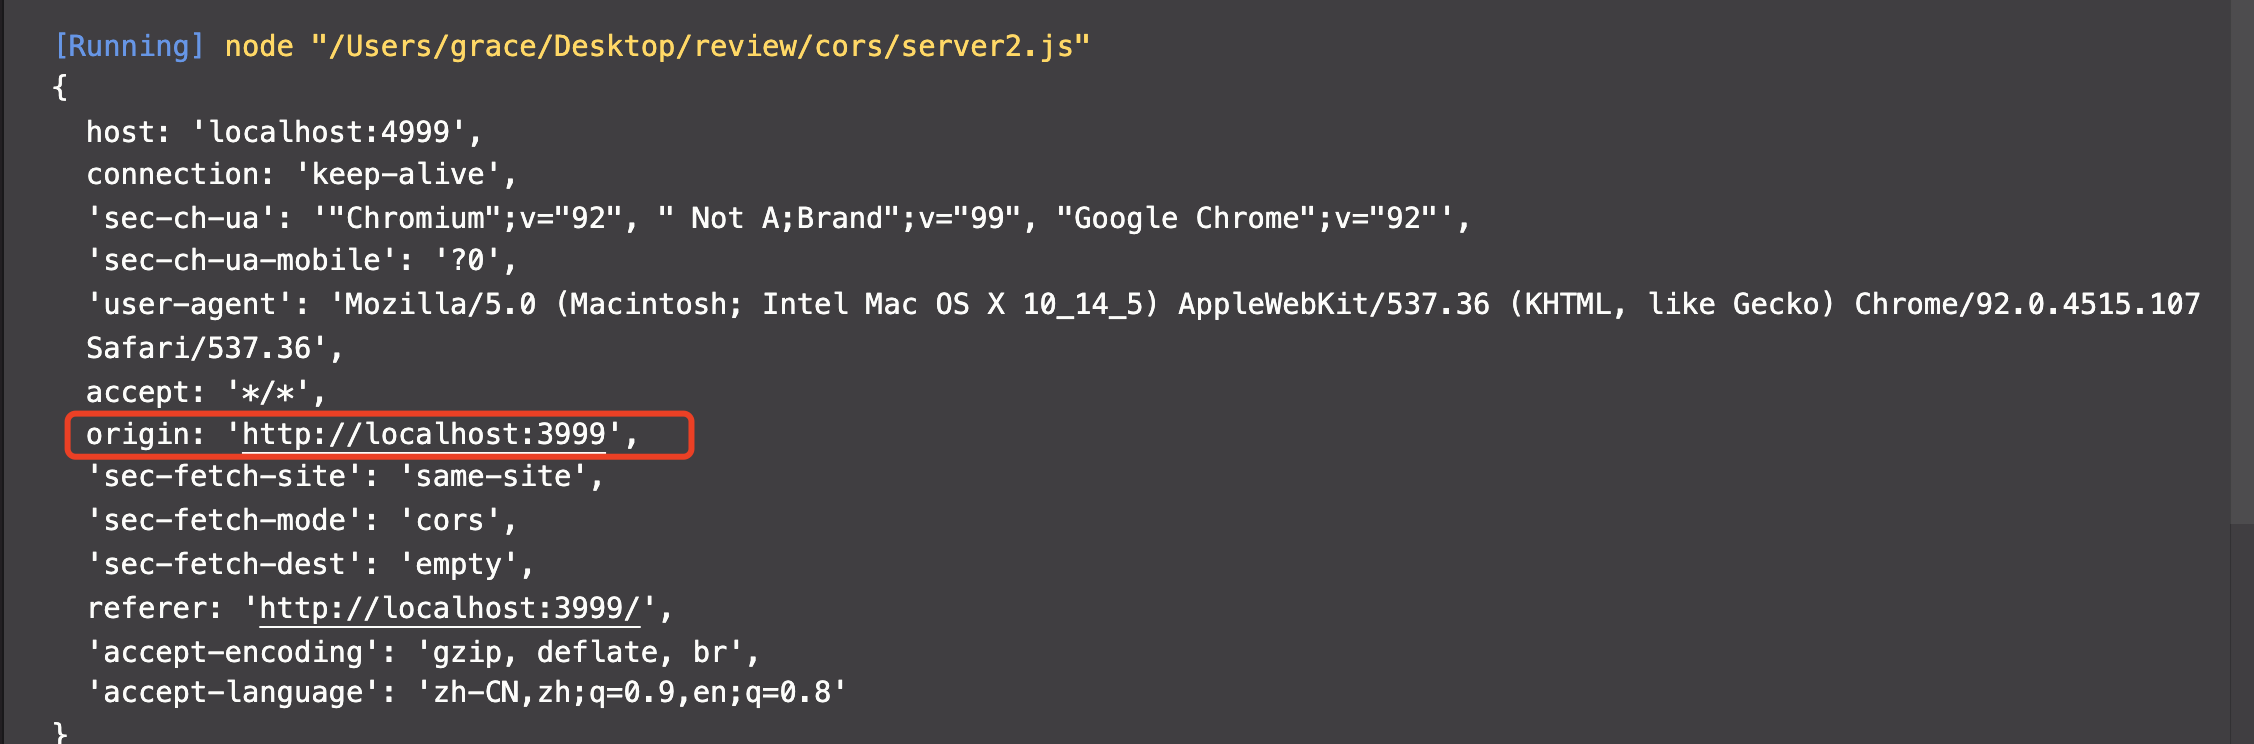 [Running] node "/Users/grace/Desktop/review/cors/server2.js"
{
host: 'localhost:4999',
connection: 'keep-alive',
'sec-ch-ua': '"Chromium";v="92", " Not A;Brand";v="99", "Google Chrome";v="92"',
'sec-ch-ua-mobile': '?0',
'user-agent': 'Mozilla/5.0 (Macintosh; Intel Mac OS X 10_14_5) AppleWebKit/537.36 (KHTML, like Gecko) Chrome/92.0.4515.107
Safari/537.36',
accept: '*/*',
origin: 'http://localhost:3999',
'sec-fetch-site': 'same-site',
'sec-fetch-mode': 'cors',
'sec-fetch-dest': 'empty',
referer: 'http://localhost:3999/',
'accept-encoding': 'gzip, deflate, br',
'accept-language': 'zh-CN,zh;q=0.9,en;q=0.8'
}